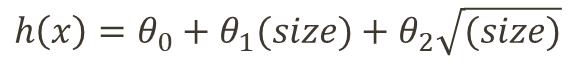 h(x) = θ₀ + θ₁(size) + θ₂√(size)